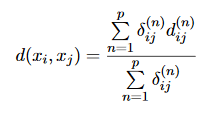 d(x_i, x_j) = \frac{\sum_{n=1}^{p} \delta_{ij}^{(n)} d_{ij}^{(n)}}{\sum_{n=1}^{p} \delta_{ij}^{(n)}}